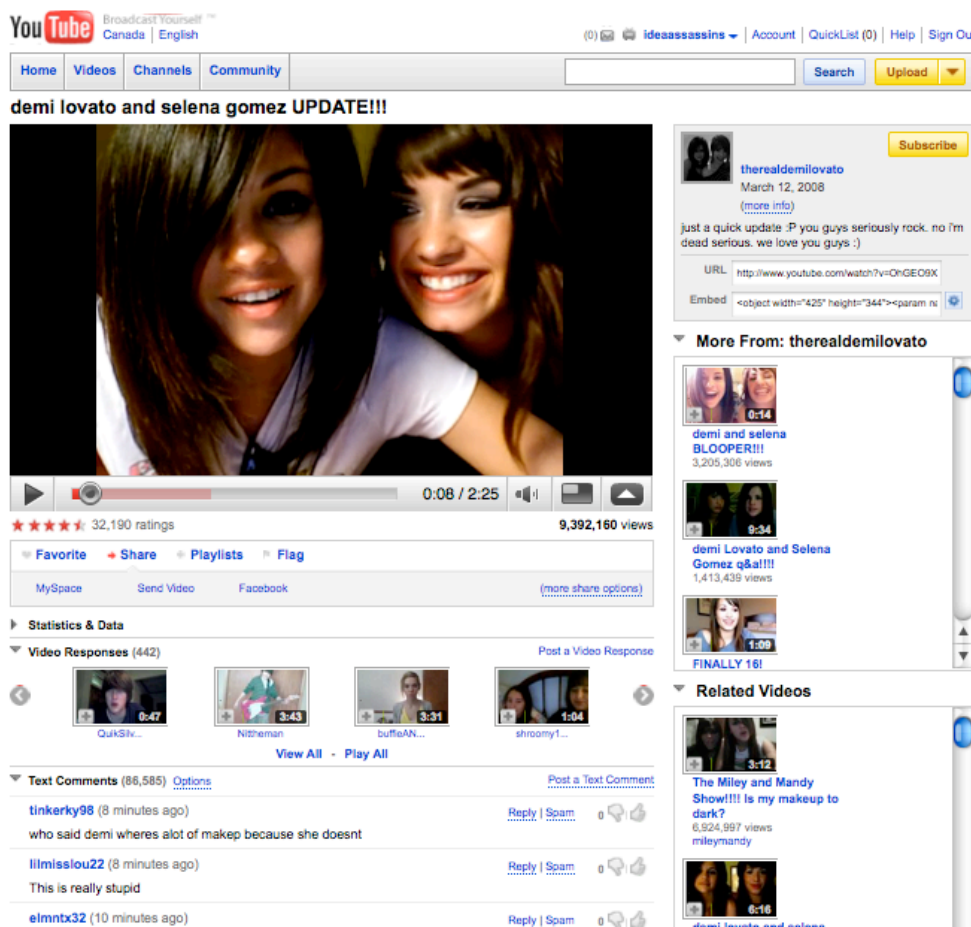 YouTube
Broadcast Yourself ™
Canada | English
(0) ideaassassins | Account | QuickList (0) | Help | Sign Ou
Home Videos Channels Community
Search Upload
demi lovato and selena gomez UPDATE!!!
Subscribe
therealdemilovato
March 12, 2008
(more info)
just a quick update :P you guys seriously rock. no i'm
dead serious. we love you guys :)
URL http://www.youtube.com/watch?v=OhGEO9X
Embed <object width="425" height="344"><param na
0:08 / 2:25
32,190 ratings 9,392,160 views
Favorite Share Playlists Flag
MySpace Send Video Facebook (more share options)
Statistics & Data
Video Responses (442) Post a Video Response
0:47 3:43 3:31 1:04
QuikSilv... Nittheman buffieAN... shroomy1...
View All - Play All
Text Comments (86,585) Options Post a Text Comment
tinkerky98 (8 minutes ago) Reply | Spam 0
who said demi wheres alot of makep because she doesnt
lilmisslou22 (8 minutes ago) Reply | Spam 0
This is really stupid
elmntx32 (10 minutes ago) Reply | Spam 0
More From: therealdemilovato
0:14
demi and selena
BLOOPER!!!
3,205,306 views
9:34
demi Lovato and Selena
Gomez q&a!!!!
1,413,439 views
1:09
FINALLY 16!
Related Videos
3:12
The Miley and Mandy
Show!!!! Is my makeup to
dark?
6,924,997 views
mileymandy
6:16
demi lovato and selena